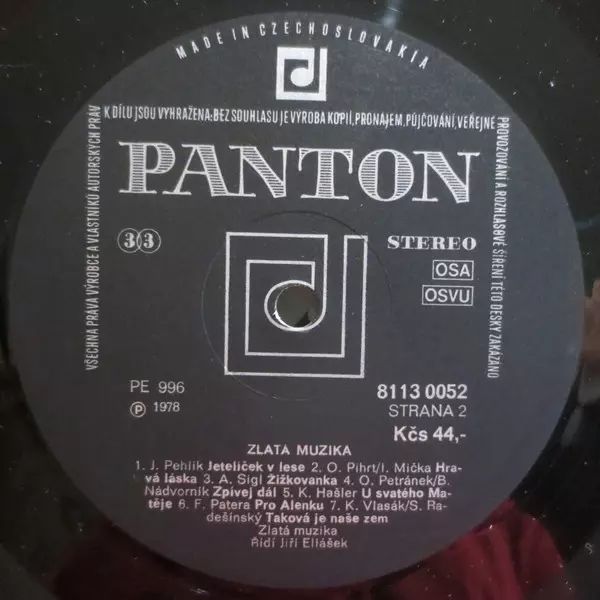 MADE IN CZECHOSLOVAKIA
VŠECHNA PRÁVA VÝROBCE A VLASTNÍKŮ AUTORSKÝCH PRÁV
K DÍLU JSOU VYHRAŽENA. BEZ SOUHLASU JE VÝROBA KOPIÍ, PRONÁJEM, PŮJČOVÁNÍ, VEŘEJNÉ
PROVOZOVÁNÍ A ROZHLASOVÉ ŠÍŘENÍ TÉTO DESKY ZAKÁZÁNO
PANTON
33
STEREO
OSA
OSVU
PE 996
℗ 1978
8113 0052
STRANA 2
Kčs 44,-
ZLATÁ MUZIKA
1. J. Pehlík Jetelíček v lese 2. O. Pihrt/I. Mička Hra-
vá láska 3. A. Sigl Žižkovanka 4. O. Petránek/B.
Nádvorník Zpívej dál 5. K. Hašler U svatého Ma-
těje 6. F. Patera Pro Alenku 7. K. Vlasák/S. Ra-
dešínský Taková je naše zem
Zlatá muzika
Řídí Jiří Eliášek